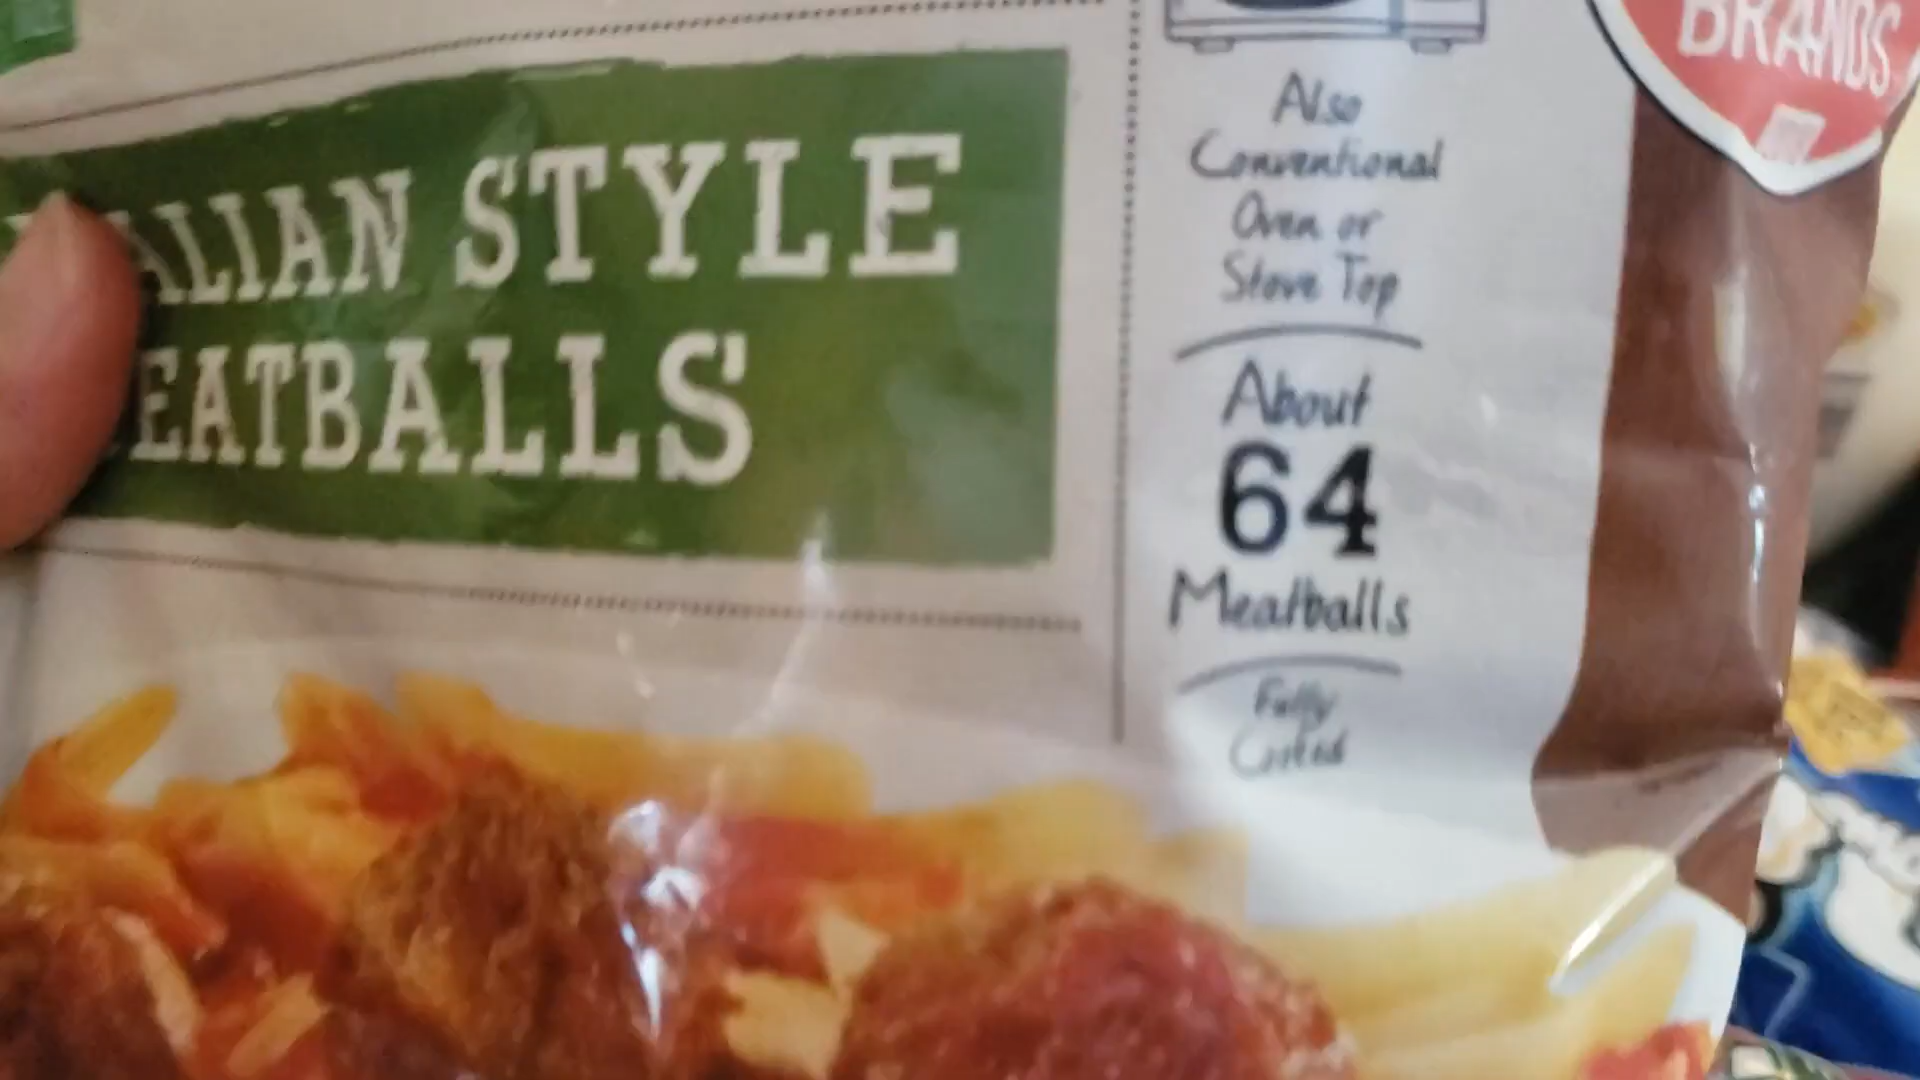 ALIAN STYLE
EATBALLS
BRANDS
Also
Conventional
Oven or
Stove Top
About
64
Meatballs
Fully
Cooked